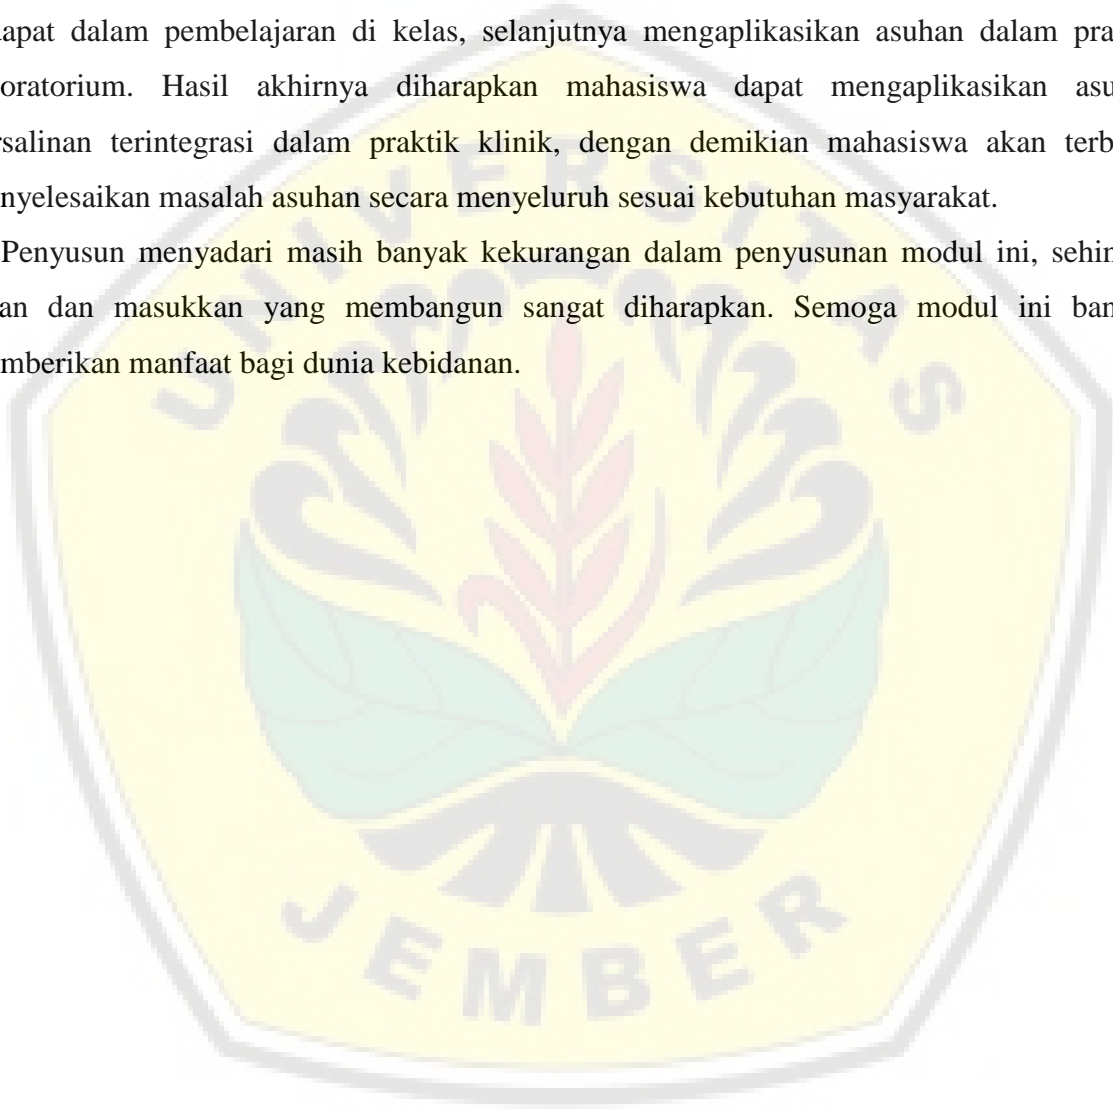 dapat dalam pembelajaran di kelas, selanjutnya mengaplikasikan asuhan dalam pra
oratorium. Hasil akhirnya diharapkan mahasiswa dapat mengaplikasikan asu
rsalinan terintegrasi dalam praktik klinik, dengan demikian mahasiswa akan terb
nyelesaikan masalah asuhan secara menyeluruh sesuai kebutuhan masyarakat.
Penyusun menyadari masih banyak kekurangan dalam penyusunan modul ini, sehin
an dan masukkan yang membangun sangat diharapkan. Semoga modul ini ban
mberikan manfaat bagi dunia kebidanan.
UNIVERSITAS
JEMBER